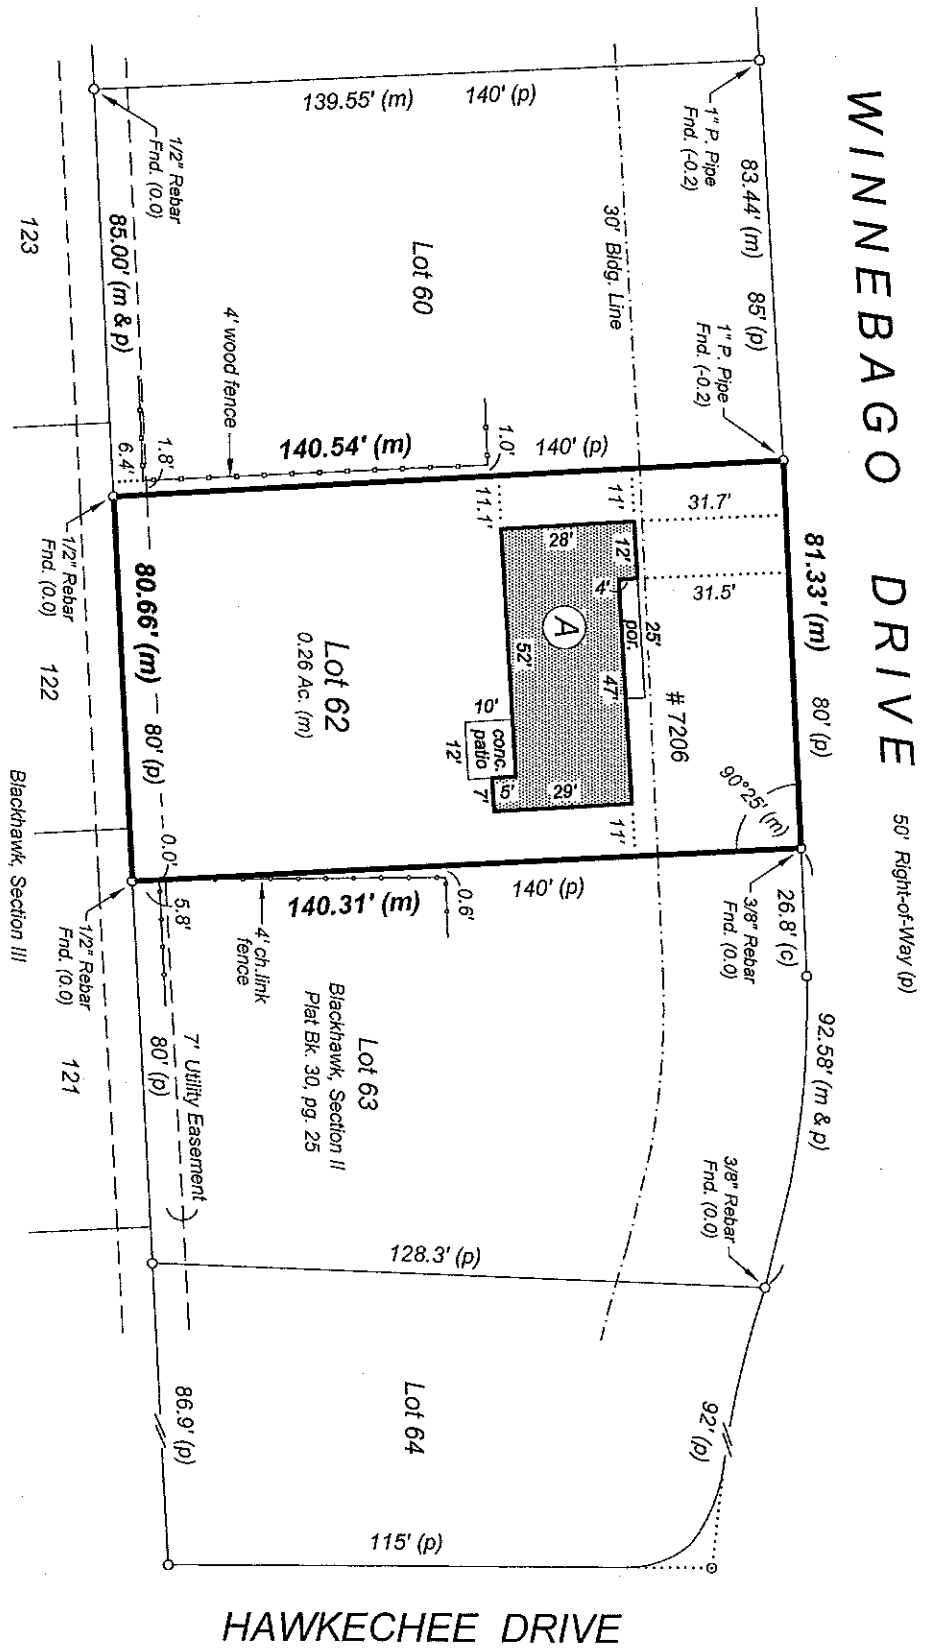 WINNEBAGO DRIVE
50' Right-of-Way (p)
139.55' (m)
140' (p)
1" P. Pipe
Fnd. (-0.2)
83.44' (m)
85' (p)
1" P. Pipe
Fnd. (-0.2)
30' Bldg. Line
Lot 60
1/2" Rebar
Fnd. (0.0)
85.00' (m & p)
123
4' wood fence
140.54' (m)
140' (p)
1.0'
1.8'
6.4'
81.33' (m)
80' (p)
31.7'
31.5'
11'
11.1'
28'
12'
4'
por.
25'
A
52'
47'
# 7206
10'
conc.
patio
12'
7'
5'
29'
11'
90°25' (m)
Lot 62
0.26 Ac. (m)
80.66' (m)
80' (p)
1/2" Rebar
Fnd. (0.0)
122
Blackhawk, Section III
140.31' (m)
140' (p)
0.0'
5.8'
0.6'
4' ch.link
fence
3/8" Rebar
Fnd. (0.0)
26.8' (c)
92.58' (m & p)
1/2" Rebar
Fnd. (0.0)
121
80' (p)
7' Utility Easement
Lot 63
Blackhawk, Section II
Plat Bk. 30, pg. 25
3/8" Rebar
Fnd. (0.0)
128.3' (p)
Lot 64
92' (p)
86.9' (p)
115' (p)
HAWKECHEE DRIVE